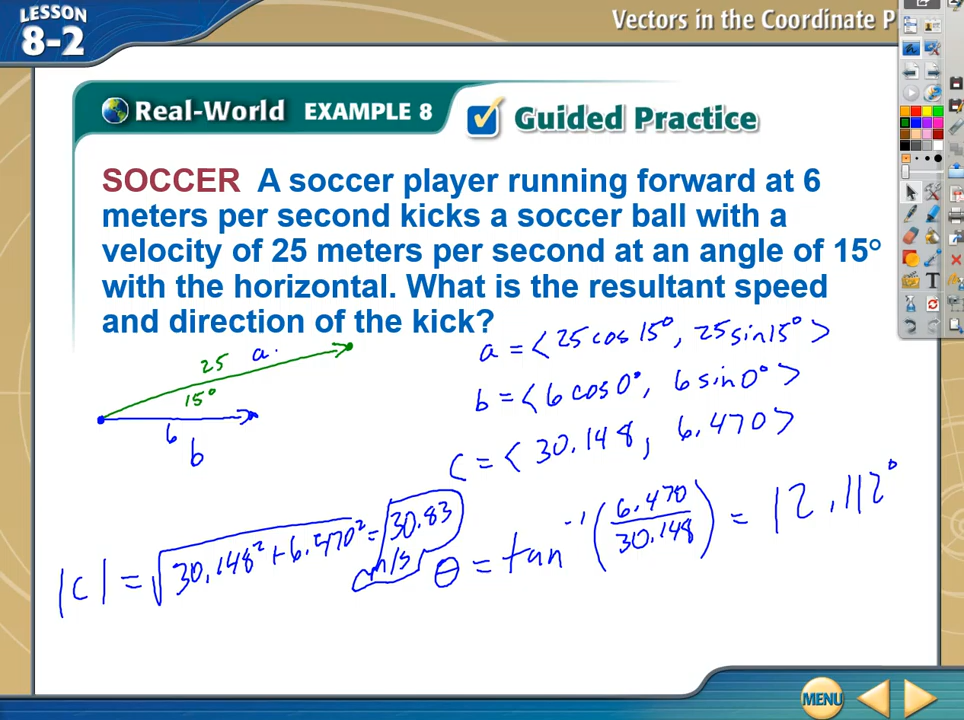 LESSON
8-2
Vectors in the Coordinate P
Real-World EXAMPLE 8
Guided Practice
SOCCER A soccer player running forward at 6
meters per second kicks a soccer ball with a
velocity of 25 meters per second at an angle of 15°
with the horizontal. What is the resultant speed
and direction of the kick?
25 a.
15°
6
b
a = <25 cos 15°, 25 sin 15°>
b = <6 cos 0°, 6 sin 0°>
c = <30.148, 6.470>
|c| = √30.148² + 6.470² = 30.83
m/s
θ = tan⁻¹(6.470/30.148) = 12.112°
T
MENU